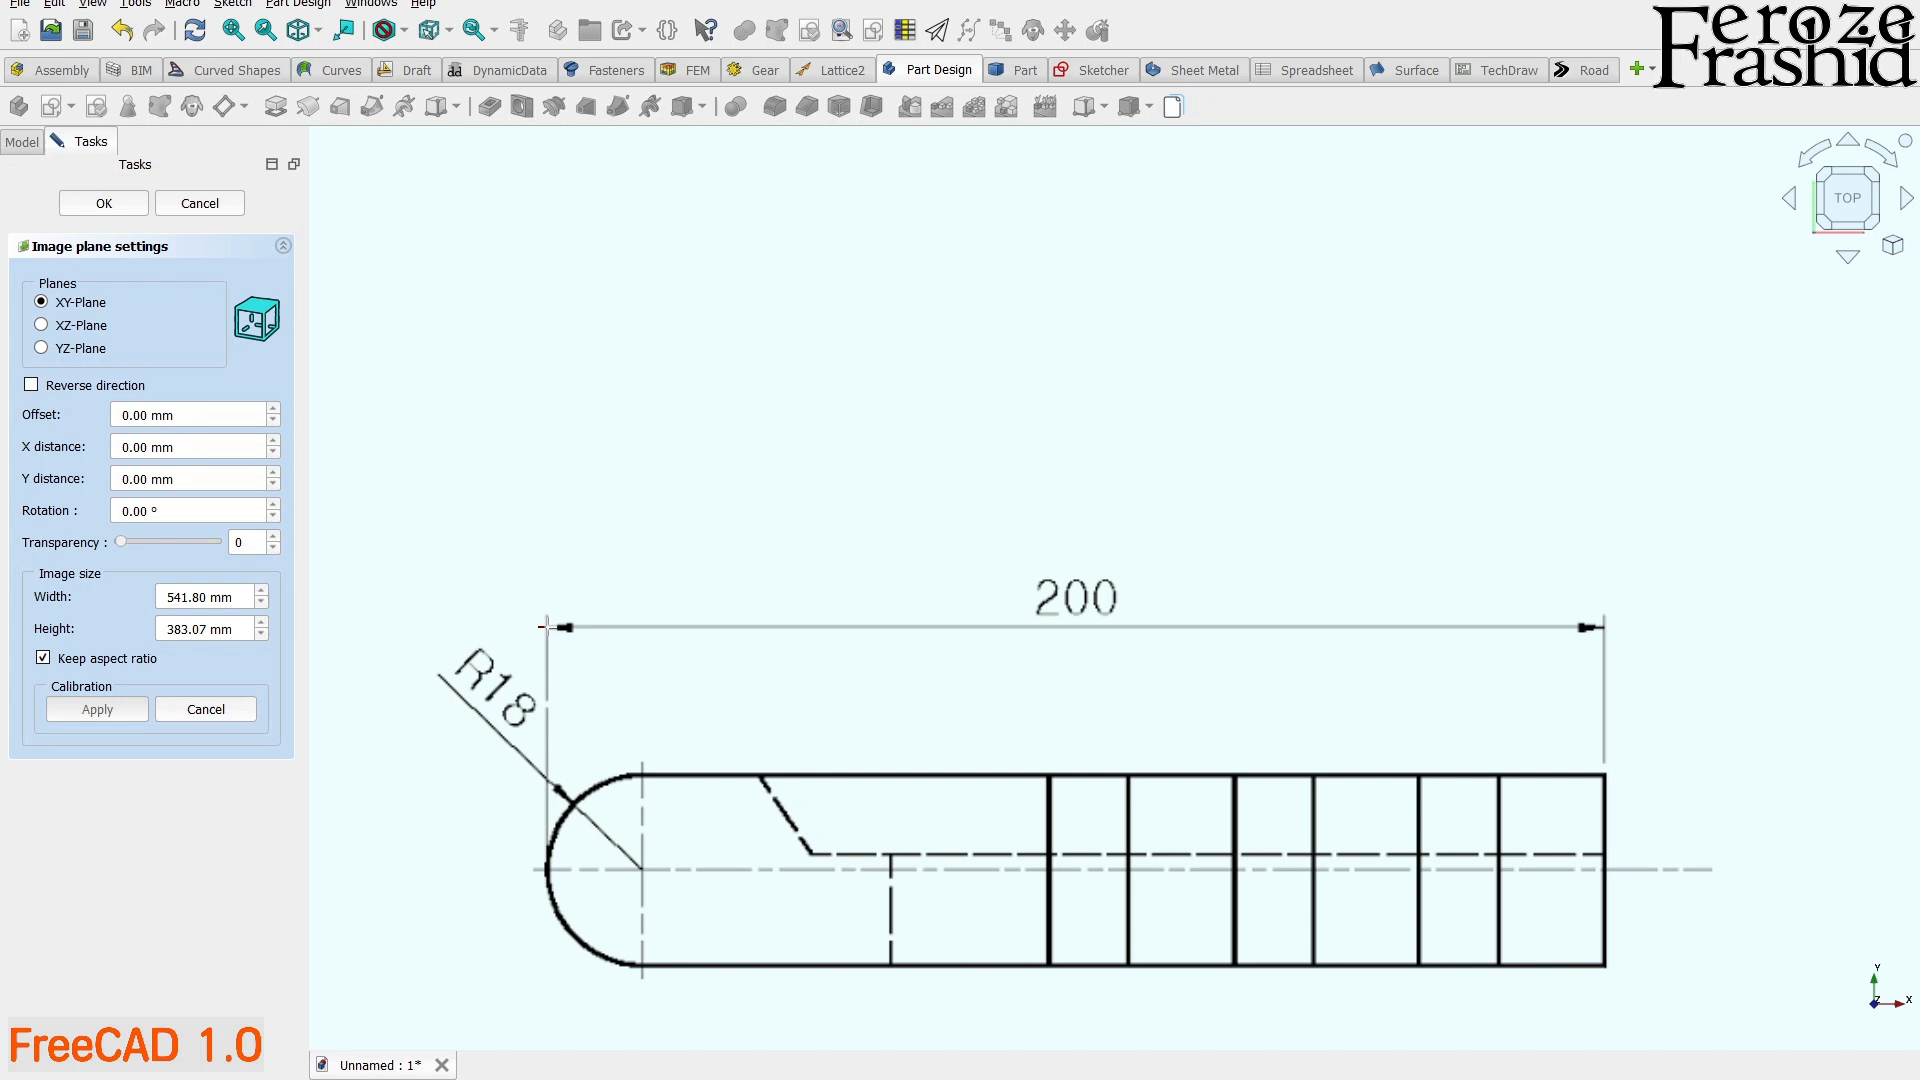 File Edit View Tools Macro Sketch Part Design Windows Help
Feroze
Frashid
Assembly BIM Curved Shapes Curves Draft DynamicData Fasteners FEM Gear Lattice2 Part Design Part Sketcher Sheet Metal Spreadsheet Surface TechDraw Road
Model Tasks
Tasks
OK Cancel
Image plane settings
Planes
XY-Plane
XZ-Plane
YZ-Plane
Reverse direction
Offset: 0.00 mm
X distance: 0.00 mm
Y distance: 0.00 mm
Rotation : 0.00 °
Transparency : 0
Image size
Width: 541.80 mm
Height: 383.07 mm
Keep aspect ratio
Calibration
Apply Cancel
TOP
200
R18
Y
Z X
FreeCAD 1.0
Unnamed : 1*